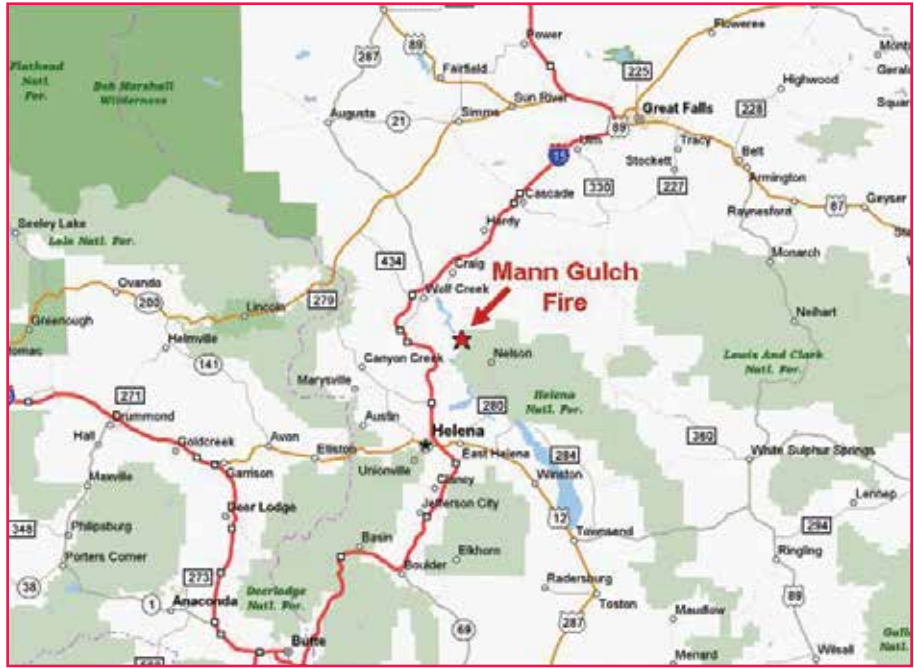 Power
Floweree
89
287
Fairfield
225
Highwood
Flathead
Natl.
For.
Bob Marshall
Wilderness
Augusta
21
Simms
Sun River
Great Falls
89
228
15
Ulm
Stockett
Tracy
Belt
Armington
Cascade
330
227
Raynesford
87
Geyser
Seeley Lake
Lolo Natl. For.
Hardy
434
Craig
Monarch
Mann Gulch
Fire
Ovando
200
Lincoln
279
Wolf Creek
Greenough
Neihart
Helmville
141
Canyon Creek
Nelson
Lewis And Clark
Natl. For.
Marysville
Helena
Natl. For.
271
Drummond
Austin
280
Hall
Goldcreek
Avon
Elliston
Helena
East Helena
360
Garrison
Unionville
284
White Sulphur Springs
Maxville
Clancy
Winston
Deer Lodge
Jefferson City
Lennep
348
Philipsburg
Basin
12
Townsend
294
Porters Corner
Elkhorn
Ringling
38
273
Boulder
Radersburg
1
Anaconda
Deerlodge
Natl. For.
Toston
89
Butte
69
287
Maudlow
Menard
Wilsall
Natl.